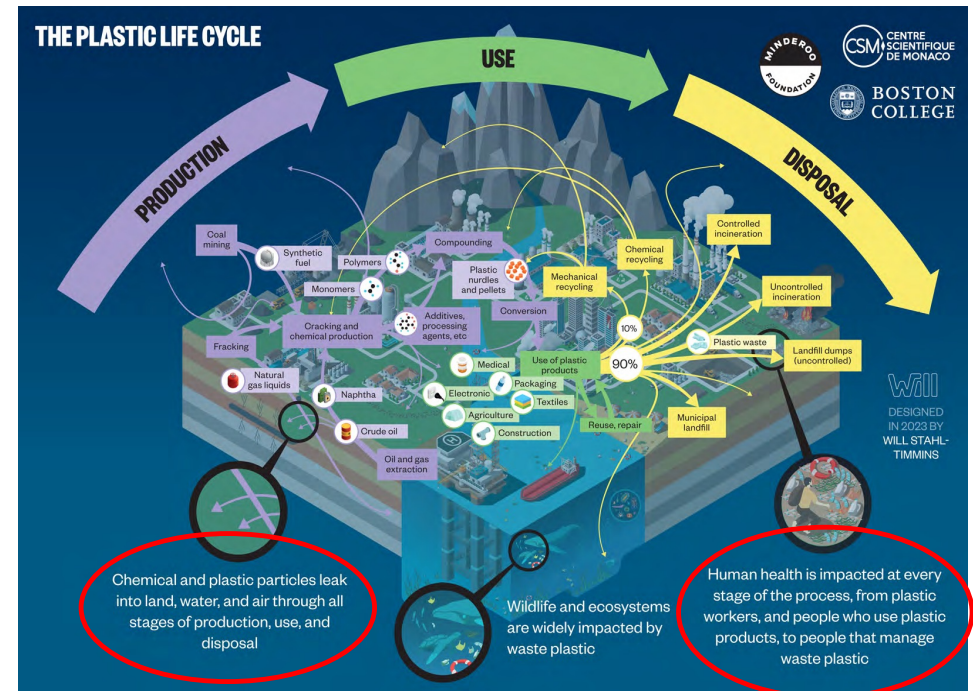 THE PLASTIC LIFE CYCLE
PRODUCTION
USE
DISPOSAL
MINDEROO
FOUNDATION
CSM
CENTRE
SCIENTIFIQUE
DE MONACO
BOSTON
COLLEGE
Coal
mining
Synthetic
fuel
Polymers
Monomers
Compounding
Plastic
nurdles
and pellets
Mechanical
recycling
Chemical
recycling
Controlled
incineration
Uncontrolled
incineration
Cracking and
chemical production
Additives,
processing
agents, etc
Conversion
10%
90%
Plastic waste
Landfill dumps
(uncontrolled)
Fracking
Natural
gas liquids
Naphtha
Crude oil
Oil and gas
extraction
Use of plastic
products
Medical
Packaging
Electronic
Textiles
Agriculture
Construction
Reuse, repair
Municipal
landfill
Will
DESIGNED
IN 2023 BY
WILL STAHL-
TIMMINS
Chemical and plastic particles leak
into land, water, and air through all
stages of production, use, and
disposal
Wildlife and ecosystems
are widely impacted by
waste plastic
Human health is impacted at every
stage of the process, from plastic
workers, and people who use plastic
products, to people that manage
waste plastic